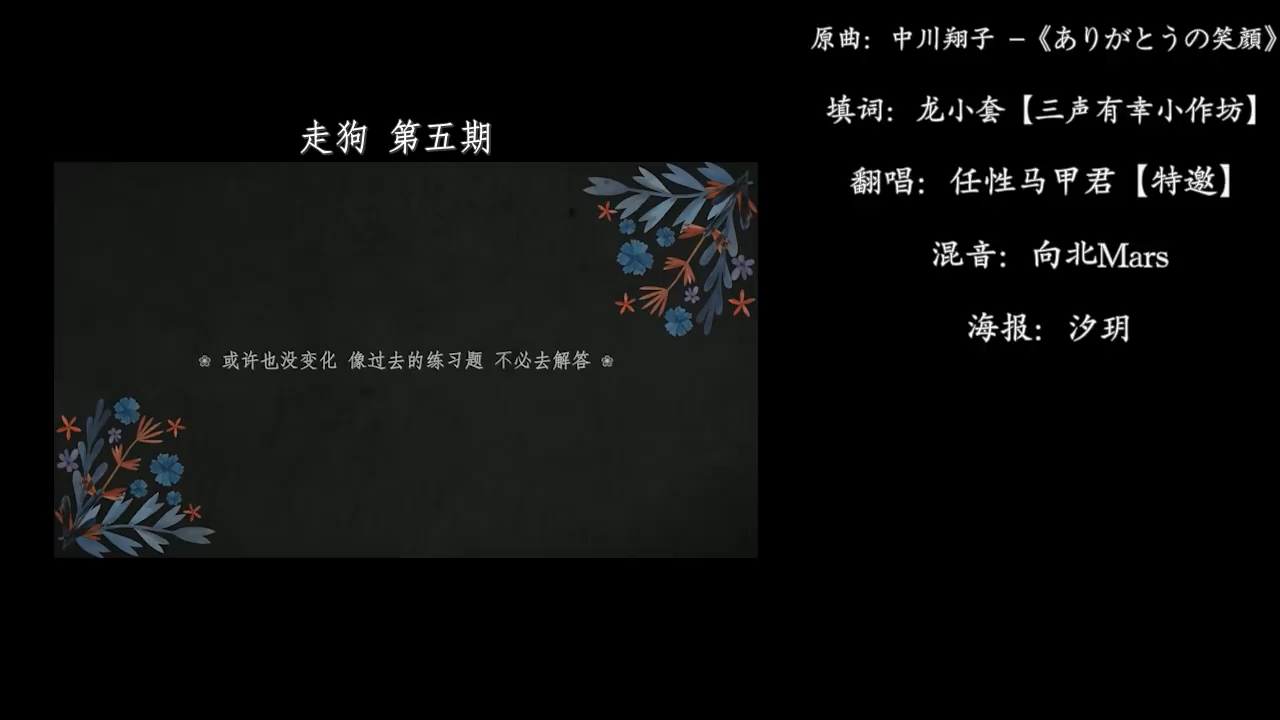 走狗 第五期
❀ 或许也没变化 像过去的练习题 不必去解答 ❀
原曲：中川翔子 –《ありがとうの笑顔》
填词：龙小套【三声有幸小作坊】
翻唱：任性马甲君【特邀】
混音：向北Mars
海报：汐玥